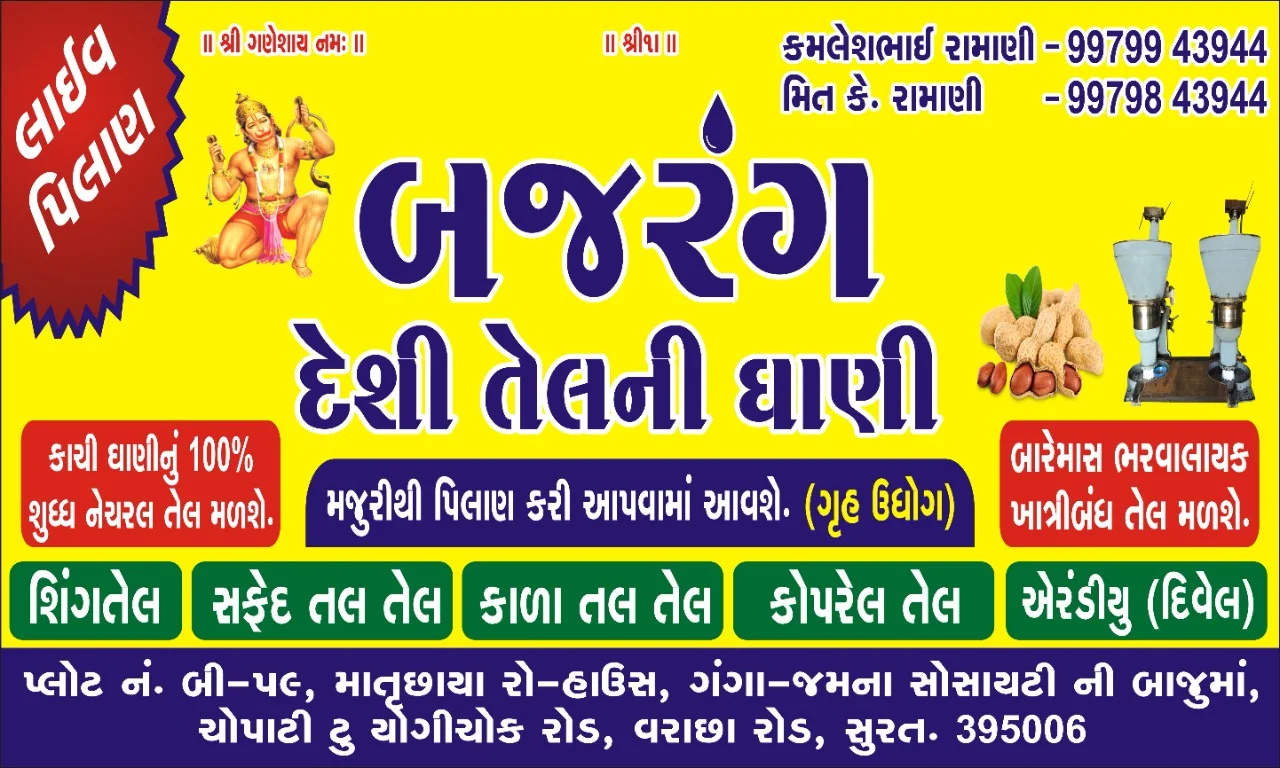 લાઈવ
પિલાણ
॥ શ્રી ગણેશાય નમઃ ॥
॥ શ્રી૧ા ॥
કમલેશભાઈ રામાણી - 99799 43944
મિત કે. રામાણી - 99798 43944
બજરંગ
દેશી તેલની ઘાણી
કાચી ઘાણીનું 100%
શુધ્ધ નેચરલ તેલ મળશે.
મજુરીથી પિલાણ કરી આપવામાં આવશે. (ગૃહ ઉધોગ)
બારેમાસ ભરવાલાયક
ખાત્રીબંધ તેલ મળશે.
શિંગતેલ
સફેદ તલ તેલ
કાળા તલ તેલ
કોપરેલ તેલ
એરંડીયુ (દિવેલ)
પ્લોટ નં. બી-૫૯, માતૃછાયા રો-હાઉસ, ગંગા-જમના સોસાયટી ની બાજુમાં,
ચોપાટી ટુ યોગીચોક રોડ, વરાછા રોડ, સુરત. 395006